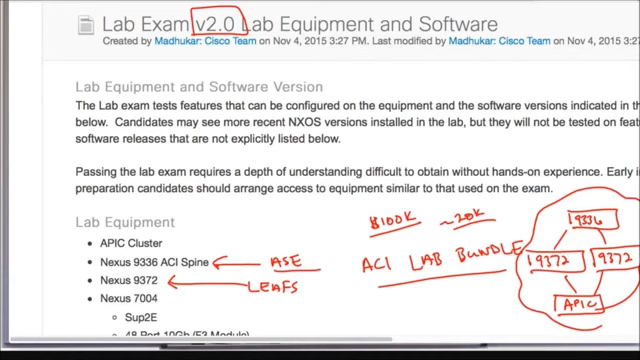 Lab Exam v2.0 Lab Equipment and Software
Created by Madhukar: Cisco Team on Nov 4, 2015 3:27 PM. Last modified by Madhukar: Cisco Team on Nov 4, 2015 3:27
Lab Equipment and Software Version
The Lab exam tests features that can be configured on the equipment and the software versions indicated in the
below. Candidates may see more recent NXOS versions installed in the lab, but they will not be tested on feat
software releases that are not explicitly listed below.
Passing the lab exam requires a depth of understanding difficult to obtain without hands-on experience. Early in
preparation candidates should arrange access to equipment similar to that used on the exam.
Lab Equipment
APIC Cluster
Nexus 9336 ACI Spine
Nexus 9372
Nexus 7004
Sup2E
48 Port 10Gb (F3 Module)
ASE
LEAFS
$100K ~20K
ACI LAB BUNDLE
9336
9372 9372
APIC